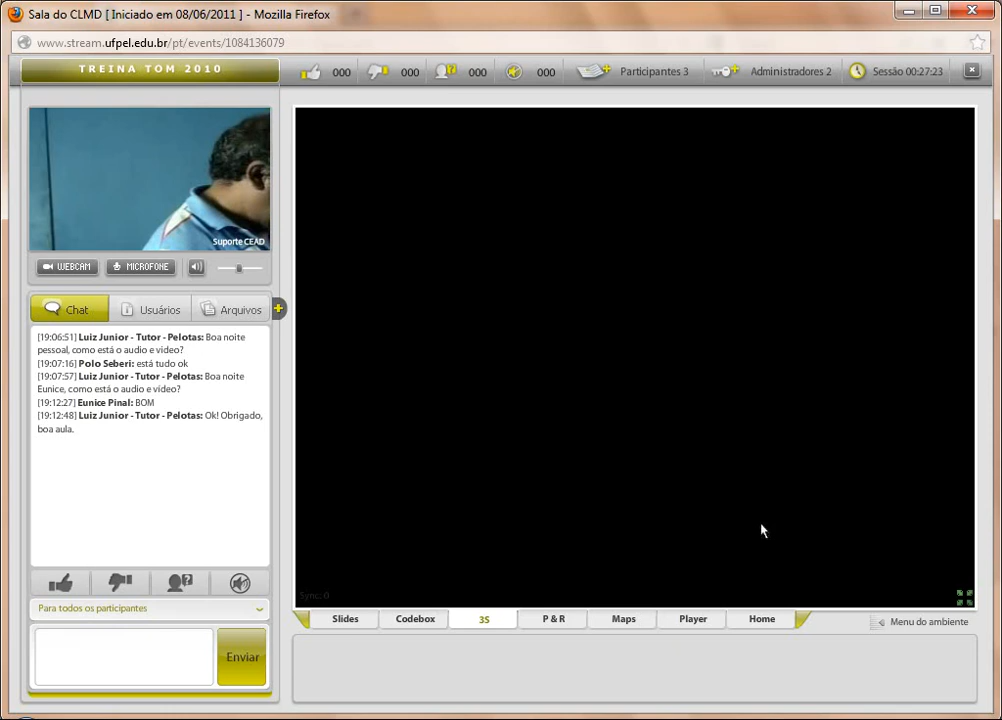 Sala do CLMD [ Iniciado em 08/06/2011 ] - Mozilla Firefox
www.stream.ufpel.edu.br/pt/events/1084136079
TREINA TOM 2010
000 000 000 000 Participantes 3 Administradores 2 Sessão 00:27:23
Suporte CEAD
WEBCAM MICROFONE
Chat Usuários Arquivos
[19:06:51] Luiz Junior - Tutor - Pelotas: Boa noite
pessoal, como está o audio e video?
[19:07:16] Polo Seberi: está tudo ok
[19:07:57] Luiz Junior - Tutor - Pelotas: Boa noite
Eunice, como está o audio e vídeo?
[19:12:27] Eunice Pinal: BOM
[19:12:48] Luiz Junior - Tutor - Pelotas: Ok! Obrigado,
boa aula.
Para todos os participantes
Enviar
Sync: 0
Slides Codebox 3S P & R Maps Player Home
Menu do ambiente